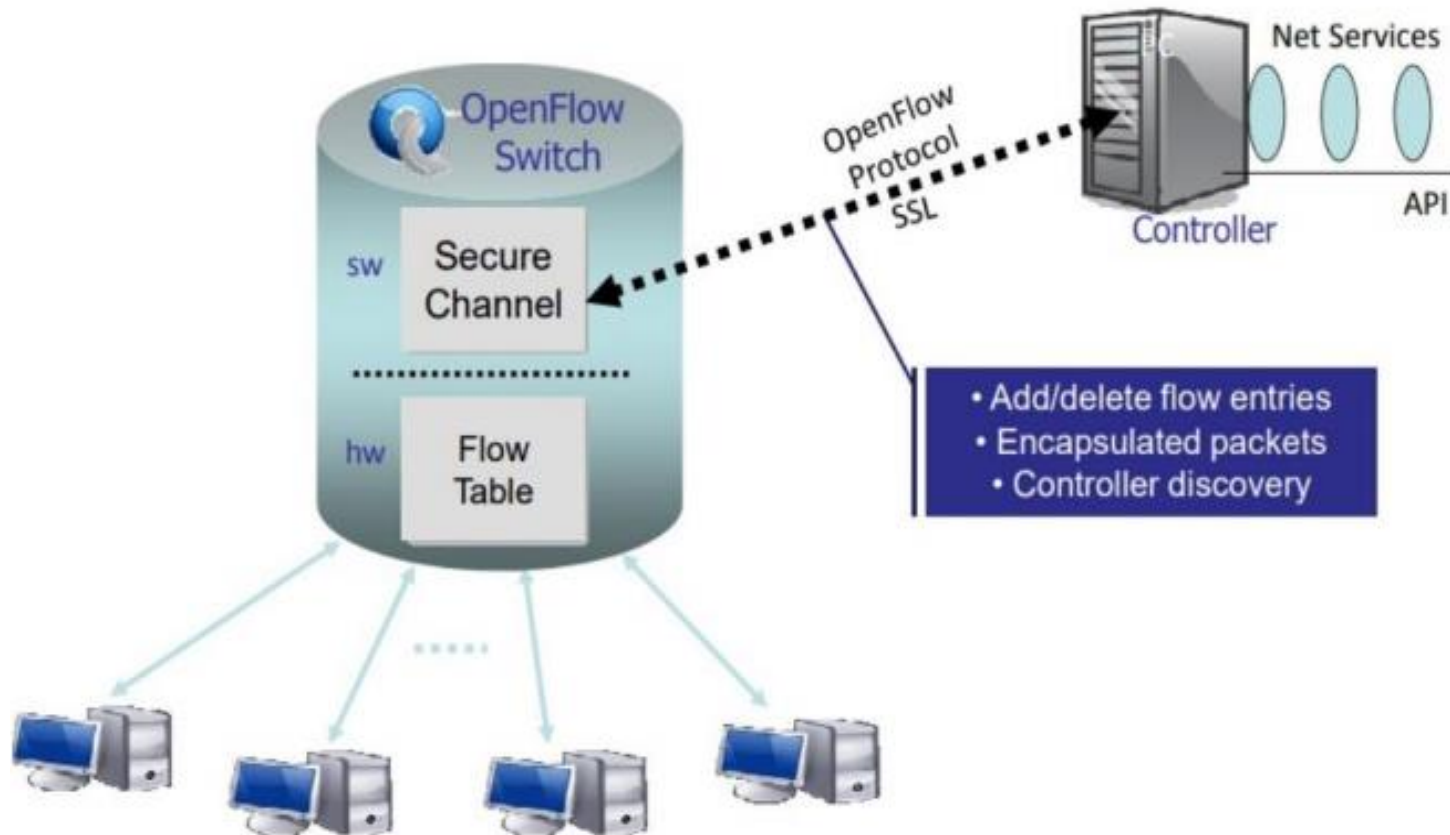 OpenFlow
Switch
sw
Secure
Channel
hw
Flow
Table
OpenFlow
Protocol
SSL
Net Services
API
Controller
• Add/delete flow entries
• Encapsulated packets
• Controller discovery